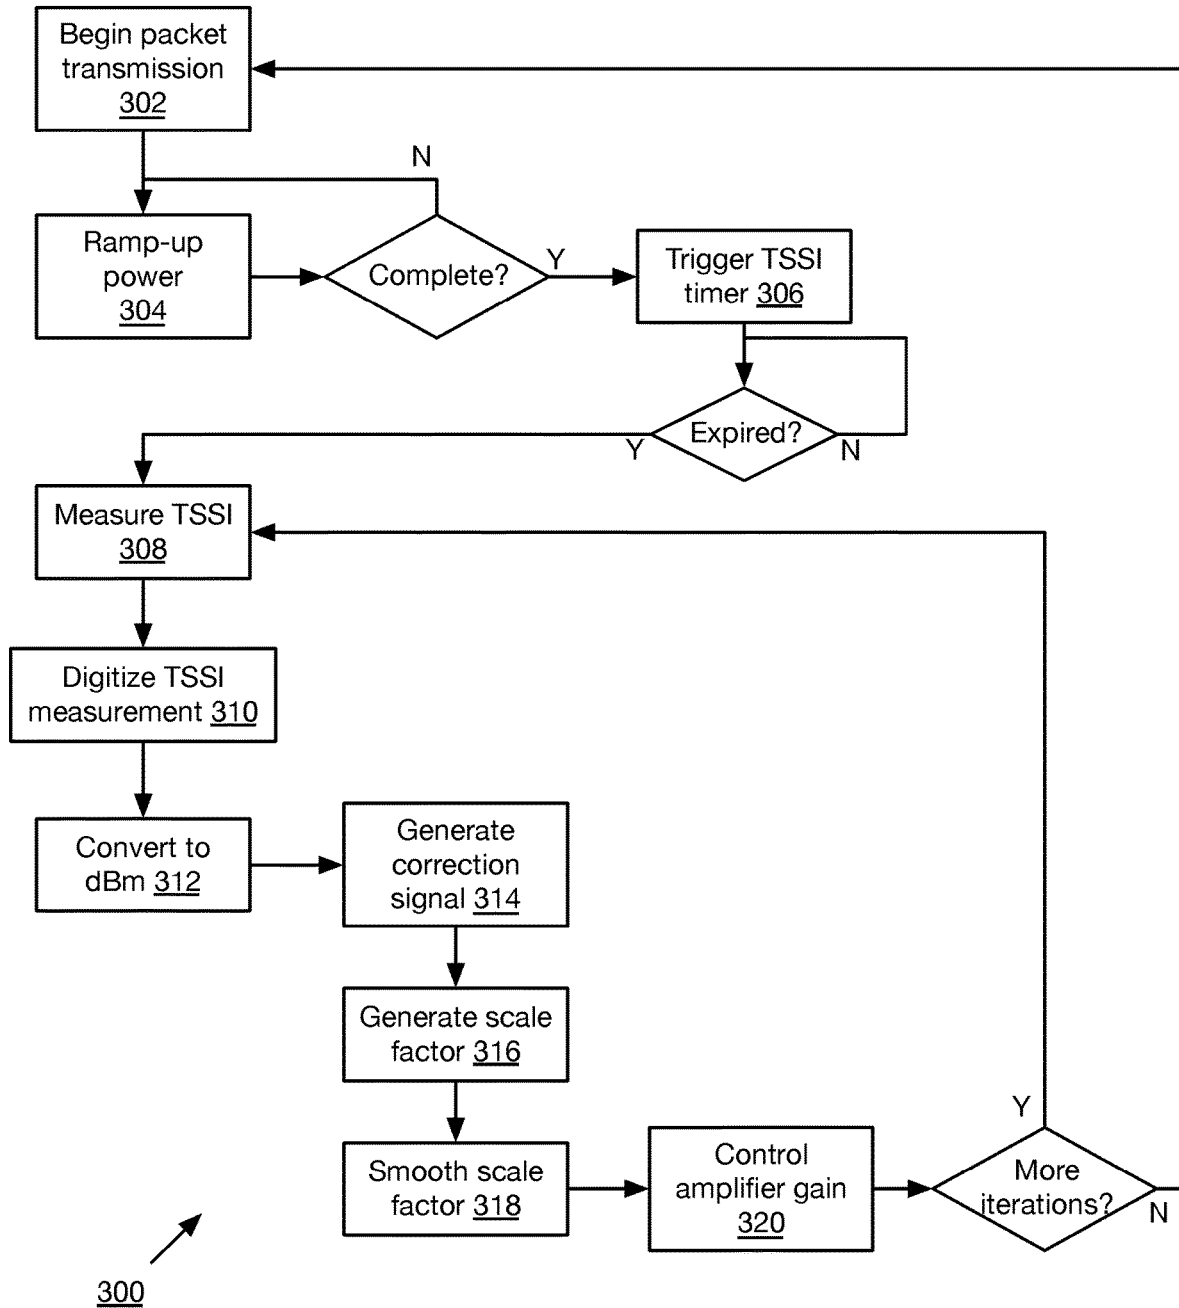 Begin packet
transmission
302
N
Ramp-up
power
304
Complete?
Y
Trigger TSSI
timer 306
Expired?
Y
N
Measure TSSI
308
Digitize TSSI
measurement 310
Convert to
dBm 312
Generate
correction
signal 314
Generate scale
factor 316
Smooth scale
factor 318
Control
amplifier gain
320
Y
More
iterations?
N
300